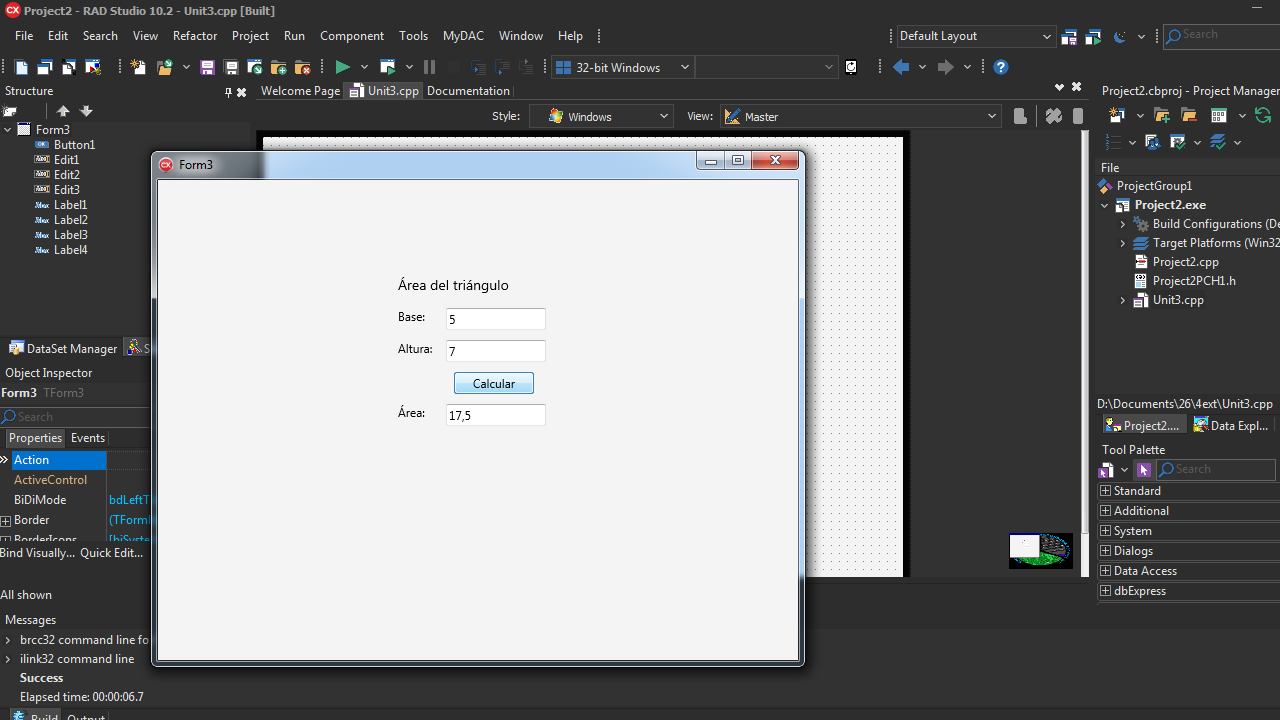 Project2 - RAD Studio 10.2 - Unit3.cpp [Built]
File Edit Search View Refactor Project Run Component Tools MyDAC Window Help
Default Layout
Search
32-bit Windows
Structure
Welcome Page Unit3.cpp Documentation
Project2.cbproj - Project Manager
Style: Windows View: Master
Form3
Button1
Edit1
Edit2
Edit3
Label1
Label2
Label3
Label4
Form3
Área del triángulo
Base: 5
Altura: 7
Calcular
Área: 17,5
File
ProjectGroup1
Project2.exe
Build Configurations (De
Target Platforms (Win32
Project2.cpp
Project2PCH1.h
Unit3.cpp
DataSet Manager S
Object Inspector
Form3 TForm3
Search
Properties Events
Action
ActiveControl
BiDiMode bdLeftT
Border (TForm
BorderIcons [biSyste
Bind Visually... Quick Edit...
All shown
D:\Documents\26\4ext\Unit3.cpp
Project2.... Data Expl...
Tool Palette
Search
Standard
Additional
System
Dialogs
Data Access
dbExpress
Messages
brcc32 command line fo
ilink32 command line
Success
Elapsed time: 00:00:06.7
Build Output